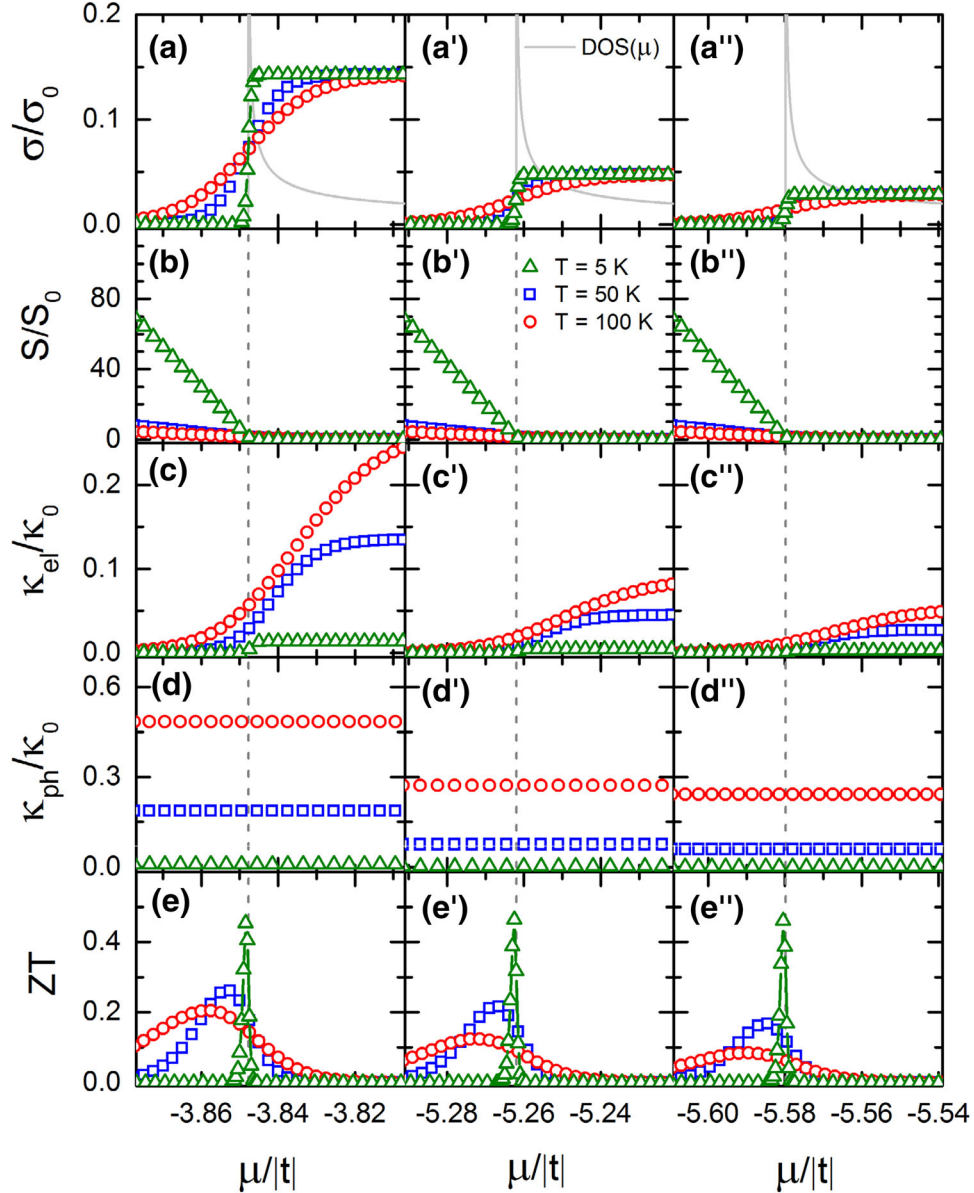 (a) (a') (a'')
DOS(μ)
σ/σ0
0.2
0.1
0.0
(b) (b') (b'')
T = 5 K
T = 50 K
T = 100 K
S/S0
80
40
0
(c) (c') (c'')
κel/κ0
0.2
0.1
0.0
(d) (d') (d'')
κph/κ0
0.6
0.3
0.0
(e) (e') (e'')
ZT
0.4
0.2
0.0
-3.86 -3.84 -3.82 -5.28 -5.26 -5.24 -5.60 -5.58 -5.56 -5.54
μ/|t| μ/|t| μ/|t|